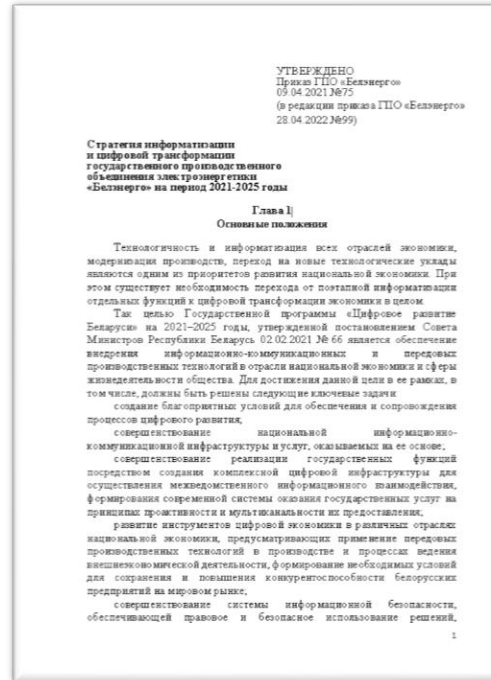 УТВЕРЖДЕНО
Приказ ГПО «Белэнерго»
09.04.2021 №75
(в редакции приказа ГПО «Белэнерго»
28.04.2022 №99)
Стратегия информатизации
и цифровой трансформации
государственного производственного
объединения электроэнергетики
«Белэнерго» на период 2021-2025 годы
Глава 1
Основные положения
Технологичность и информатизация всех отраслей экономики,
модернизация производств, переход на новые технологические уклады
являются одним из приоритетов развития национальной экономики. При
этом существует необходимость перехода от поэтапной информатизации
отдельных функций к цифровой трансформации экономики в целом.
Так целью Государственной программы «Цифровое развитие
Беларуси» на 2021–2025 годы, утвержденной постановлением Совета
Министров Республики Беларусь 02.02.2021 № 66 является обеспечение
внедрения информационно-коммуникационных и передовых
производственных технологий в отрасли национальной экономики и сферы
жизнедеятельности общества. Для достижения данной цели в ее рамках, в
том числе, должны быть решены следующие ключевые задачи:
создание благоприятных условий для обеспечения и сопровождения
процессов цифрового развития;
совершенствование национальной информационно-
коммуникационной инфраструктуры и услуг, оказываемых на ее основе;
совершенствование реализации государственных функций
посредством создания комплексной цифровой инфраструктуры для
осуществления межведомственного информационного взаимодействия,
формирования современной системы оказания государственных услуг на
принципах проактивности и мультиканальности их предоставления;
развитие инструментов цифровой экономики в различных отраслях
национальной экономики, предусматривающих применение передовых
производственных технологий в производстве и процессах ведения
внешнеэкономической деятельности, формирование необходимых условий
для сохранения и повышения конкурентоспособности белорусских
предприятий на мировом рынке;
совершенствование системы информационной безопасности,
обеспечивающей правовое и безопасное использование решений,
1